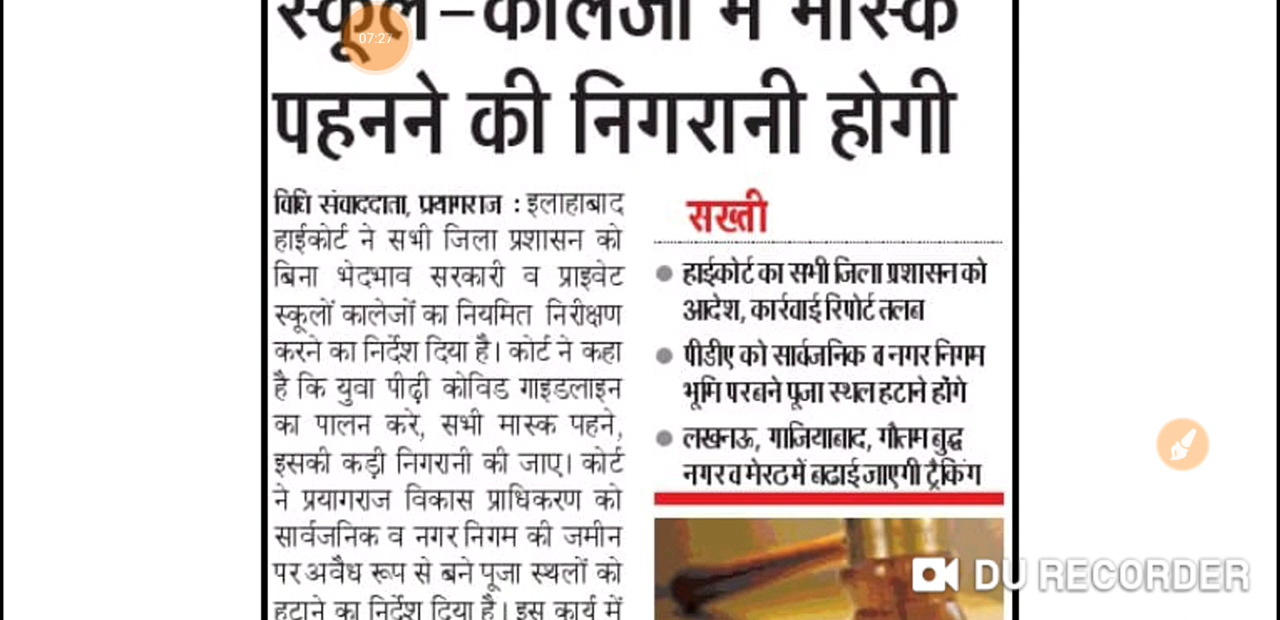 स्कूल-कालेजों में मास्क
पहनने की निगरानी होगी
07:27
विधि संवाददाता, प्रयागराज : इलाहाबाद
हाईकोर्ट ने सभी जिला प्रशासन को
बिना भेदभाव सरकारी व प्राइवेट
स्कूलों कालेजों का नियमित निरीक्षण
करने का निर्देश दिया है। कोर्ट ने कहा
है कि युवा पीढ़ी कोविड गाइडलाइन
का पालन करे, सभी मास्क पहने,
इसकी कड़ी निगरानी की जाए। कोर्ट
ने प्रयागराज विकास प्राधिकरण को
सार्वजनिक व नगर निगम की जमीन
पर अवैध रूप से बने पूजा स्थलों को
हटाने का निर्देश दिया है। इस कार्य में
सख्ती
हाईकोर्ट का सभी जिला प्रशासन को
आदेश, कार्रवाई रिपोर्ट तलब
पीडीए को सार्वजनिक व नगर निगम
भूमि पर बने पूजा स्थल हटाने होंगे
लखनऊ, गाजियाबाद, गौतम बुद्ध
नगर व मेरठ में बढाई जाएगी ट्रैकिंग
DU RECORDER